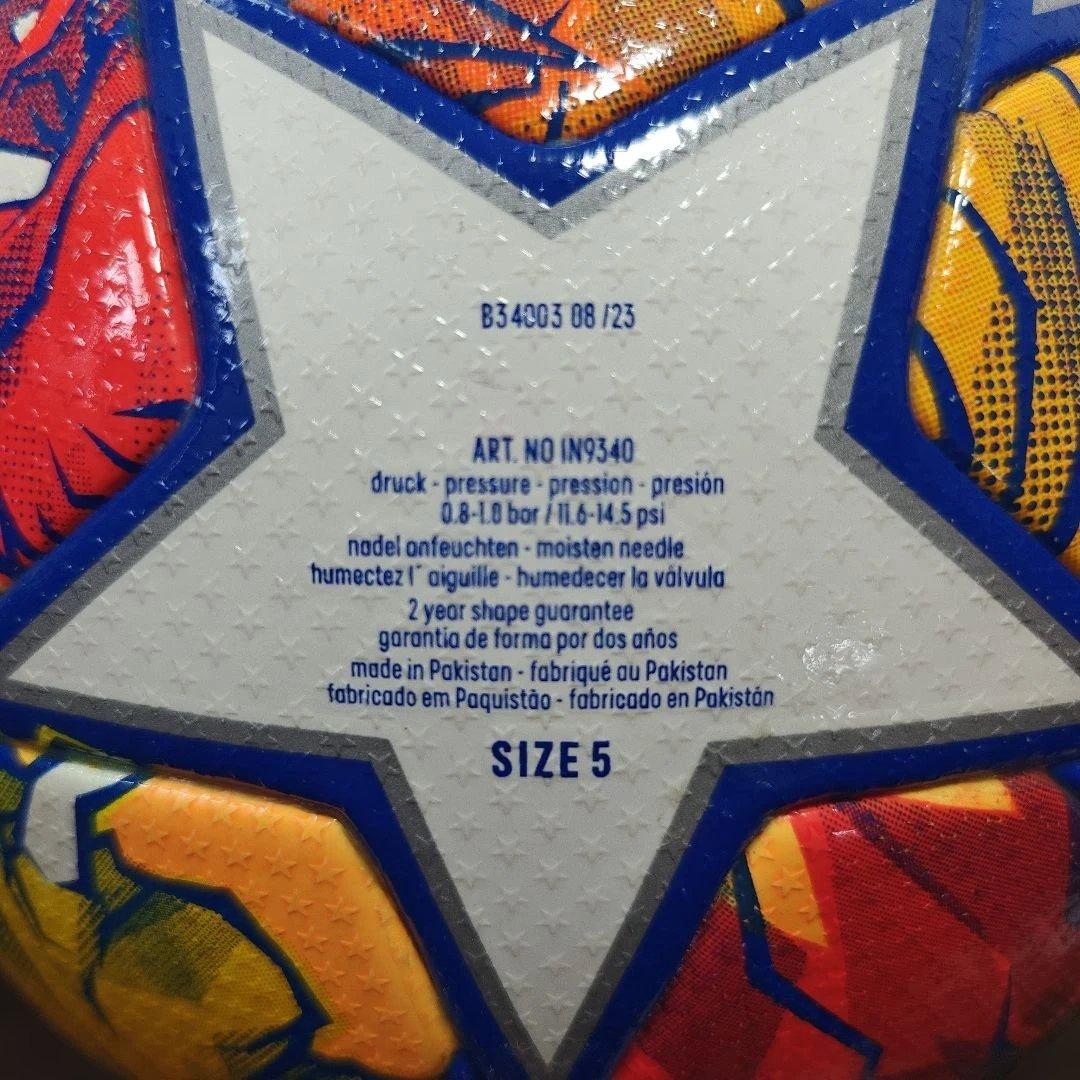 B34003 08 /23
ART. NO IN9340
druck - pressure - pression - presión
0.8-1.0 bar / 11.6-14.5 psi
nadel anfeuchten - moisten needle
humectez l´ aiguille - humedecer la válvula
2 year shape guarantee
garantia de forma por dos años
made in Pakistan - fabriqué au Pakistan
fabricado em Paquistão - fabricado en Pakistán
SIZE 5